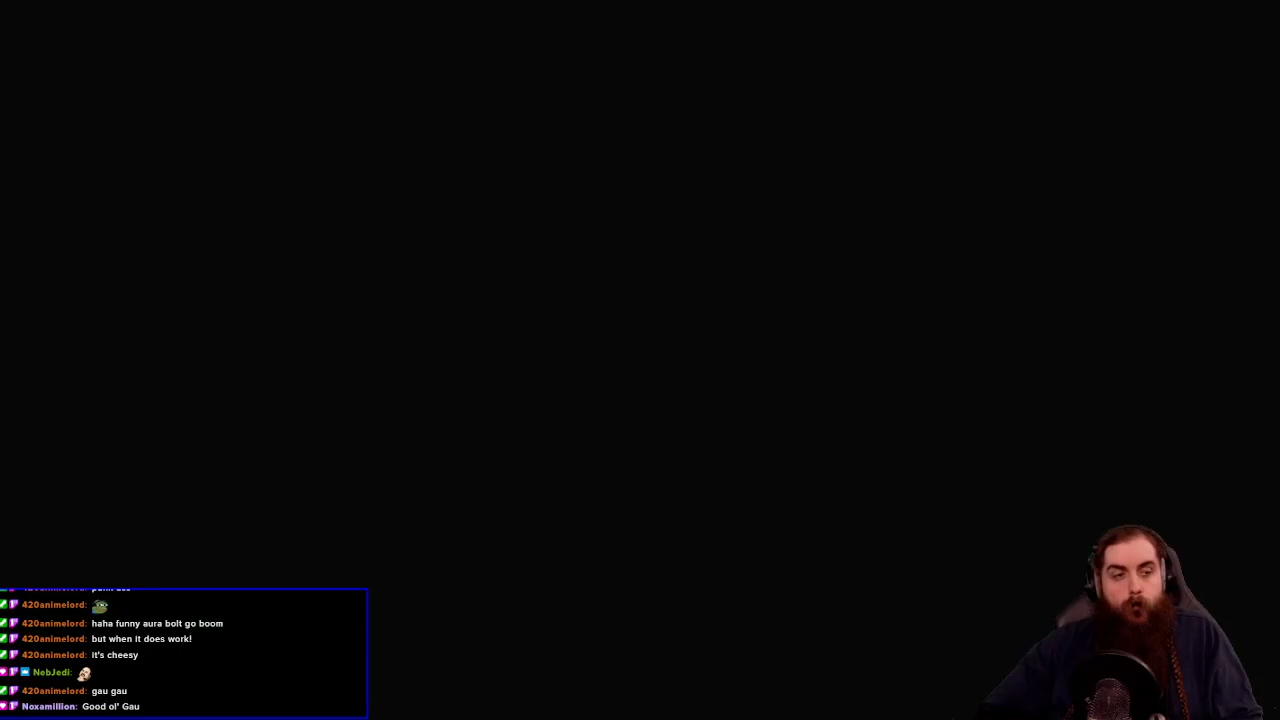 420animelord:
420animelord: haha funny aura bolt go boom
420animelord: but when it does work!
420animelord: it's cheesy
NebJedi:
420animelord: gau gau
Noxamillion: Good ol' Gau